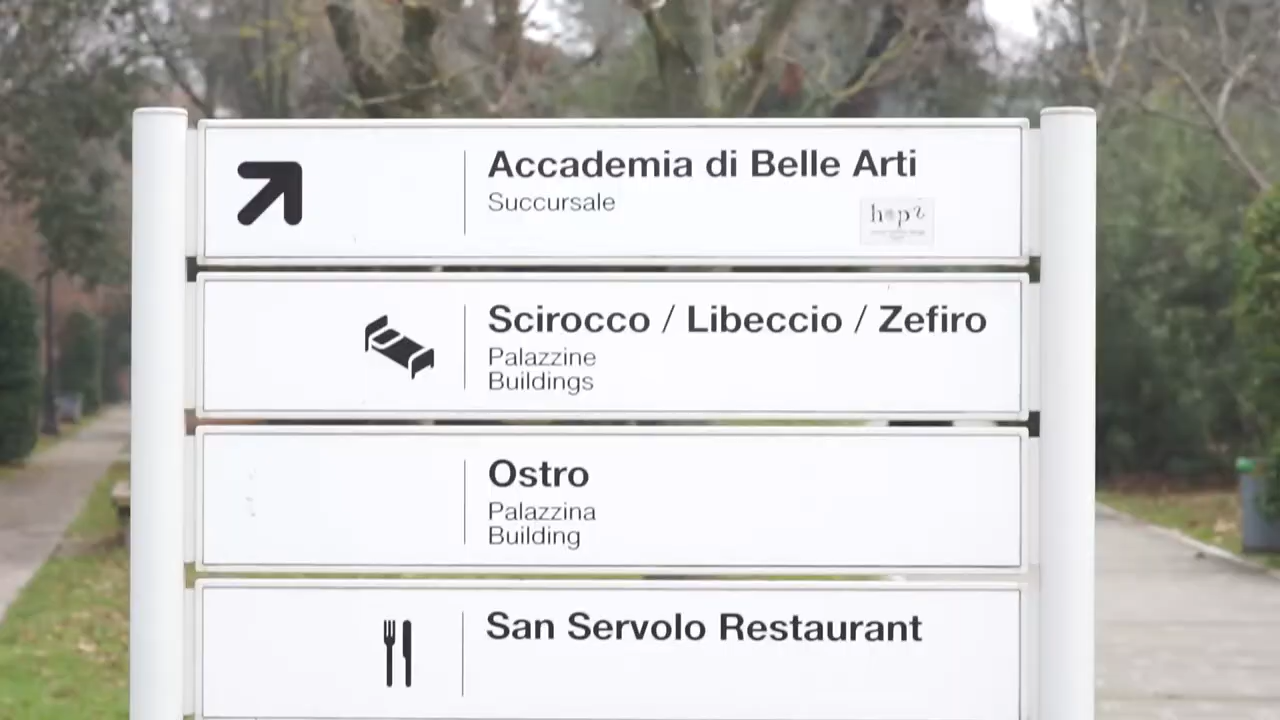 Accademia di Belle Arti
Succursale
Scirocco / Libeccio / Zefiro
Palazzine
Buildings
Ostro
Palazzina
Building
San Servolo Restaurant